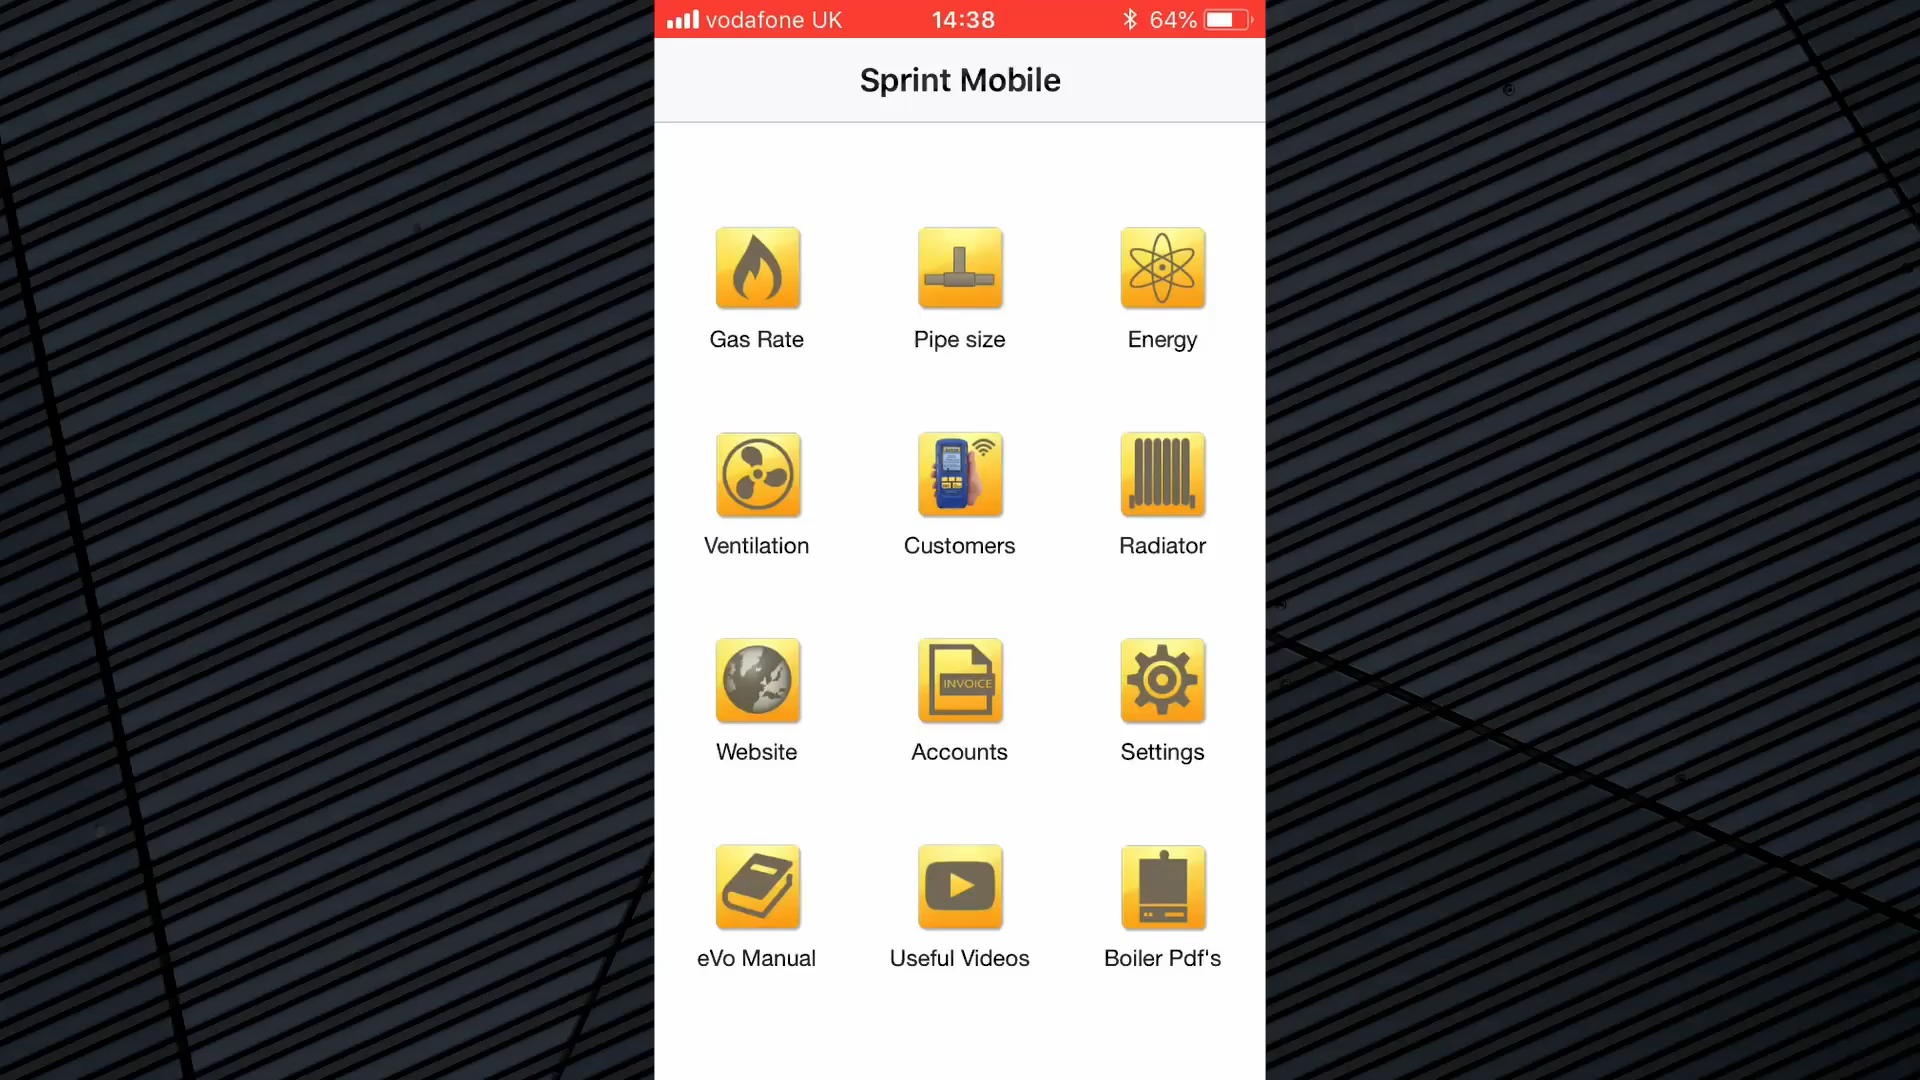 vodafone UK 14:38 64%
Sprint Mobile
Gas Rate Pipe size Energy
Ventilation Customers Radiator
INVOICE
Website Accounts Settings
eVo Manual Useful Videos Boiler Pdf's